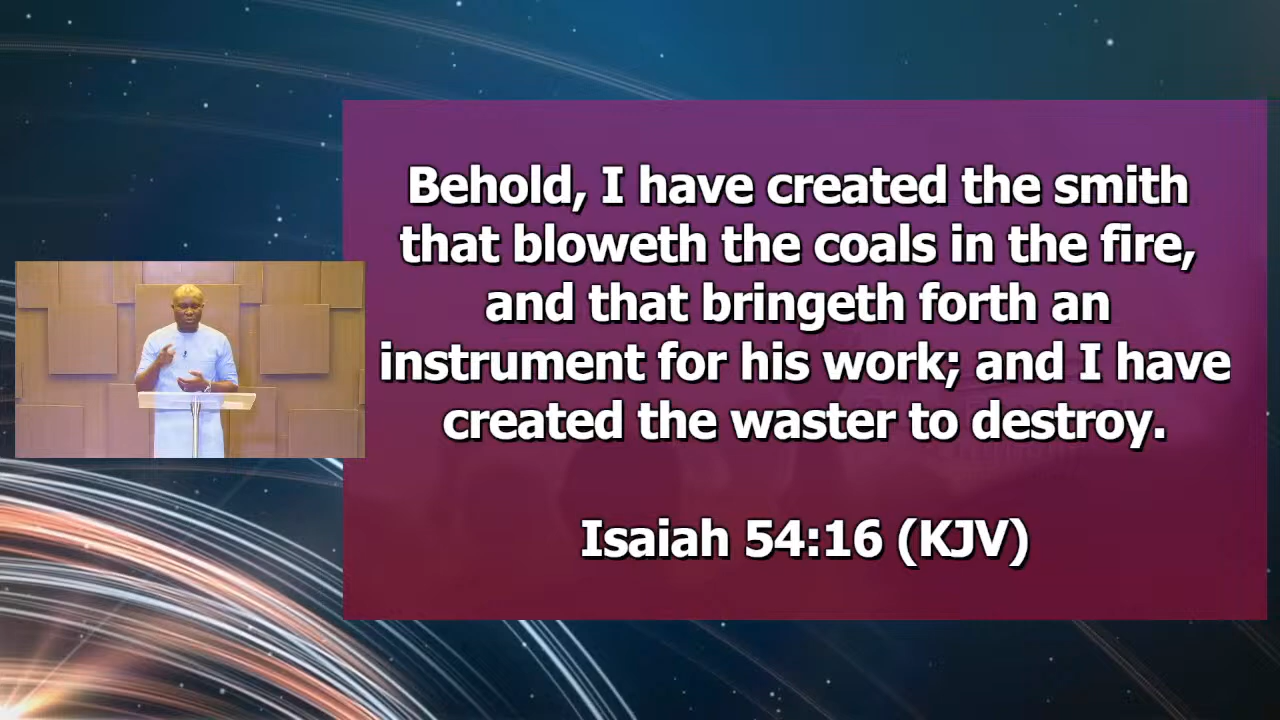 Behold, I have created the smith
that bloweth the coals in the fire,
and that bringeth forth an
instrument for his work; and I have
created the waster to destroy.
Isaiah 54:16 (KJV)